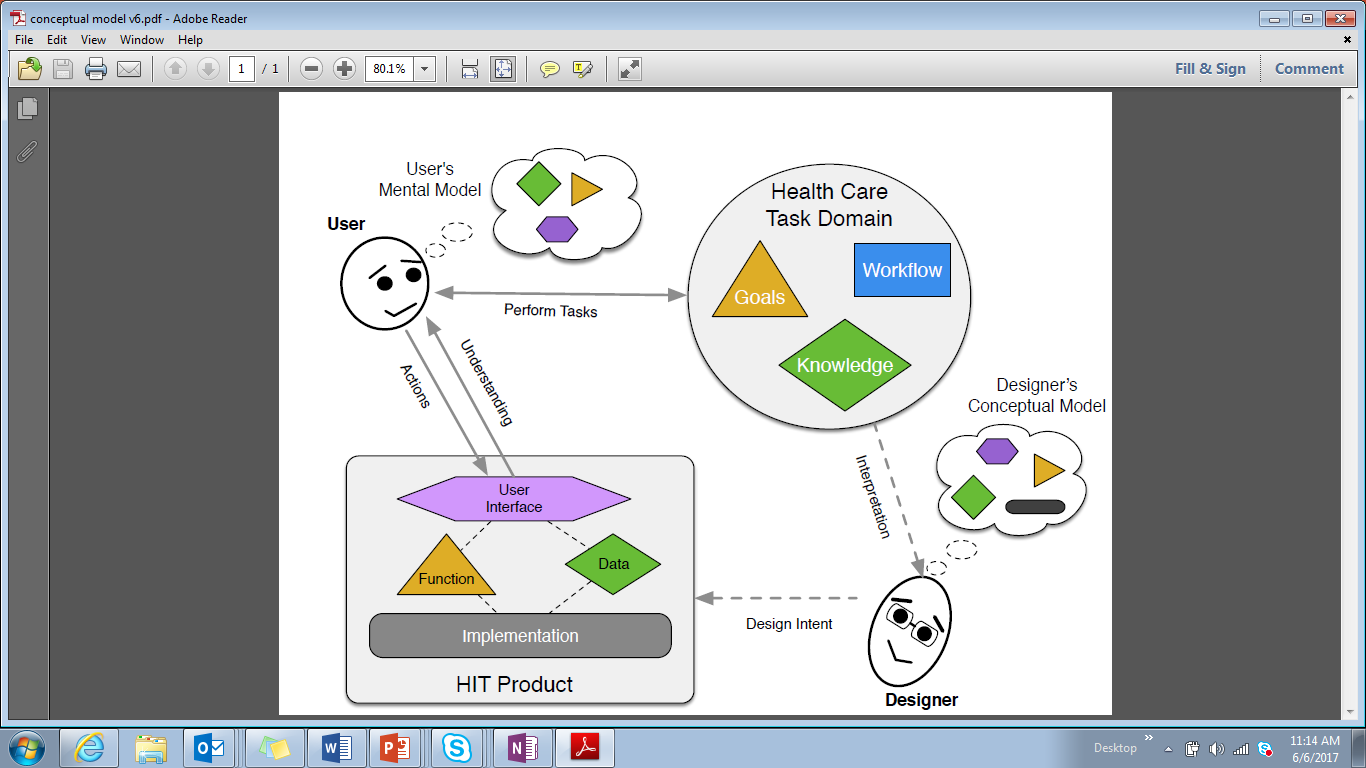 conceptual model v6.pdf - Adobe Reader
File Edit View Window Help
1 / 1 80.1% Fill & Sign Comment
User's
Mental Model
User
Health Care
Task Domain
Workflow
Goals
Knowledge
Perform Tasks
Actions
Understanding
Designer’s
Conceptual Model
Interpretation
User
Interface
Function
Data
Implementation
HIT Product
Design Intent
Designer
Desktop
11:14 AM
6/6/2017